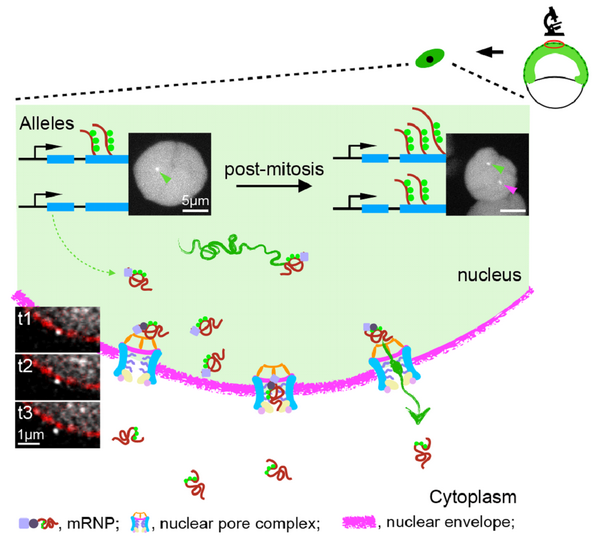 Alleles
post-mitosis
5µm
nucleus
t1
t2
t3
1µm
Cytoplasm
, mRNP; , nuclear pore complex; , nuclear envelope;